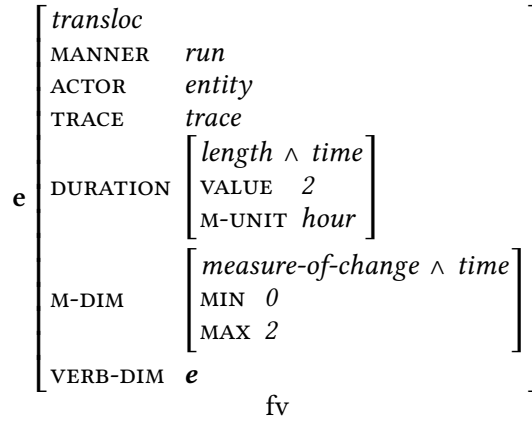 transloc
MANNER run
ACTOR entity
TRACE trace
length ∧ time
e DURATION VALUE 2
M-UNIT hour
measure-of-change ∧ time
M-DIM MIN 0
MAX 2
VERB-DIM e
fv